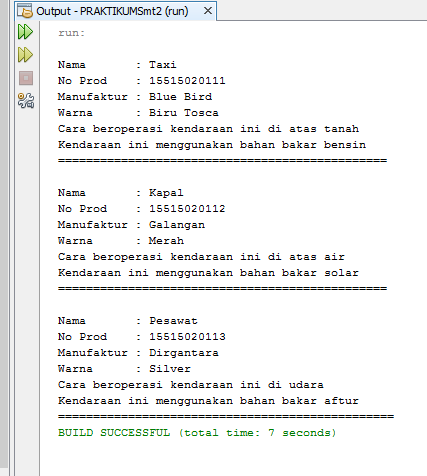 Output - PRAKTIKUMSmt2 (run) X
run:
Nama       : Taxi
No Prod    : 15515020111
Manufaktur : Blue Bird
Warna      : Biru Tosca
Cara beroperasi kendaraan ini di atas tanah
Kendaraan ini menggunakan bahan bakar bensin
===================================================
Nama       : Kapal
No Prod    : 15515020112
Manufaktur : Galangan
Warna      : Merah
Cara beroperasi kendaraan ini di atas air
Kendaraan ini menggunakan bahan bakar solar
===================================================
Nama       : Pesawat
No Prod    : 15515020113
Manufaktur : Dirgantara
Warna      : Silver
Cara beroperasi kendaraan ini di udara
Kendaraan ini menggunakan bahan bakar aftur
====================================================
BUILD SUCCESSFUL (total time: 7 seconds)